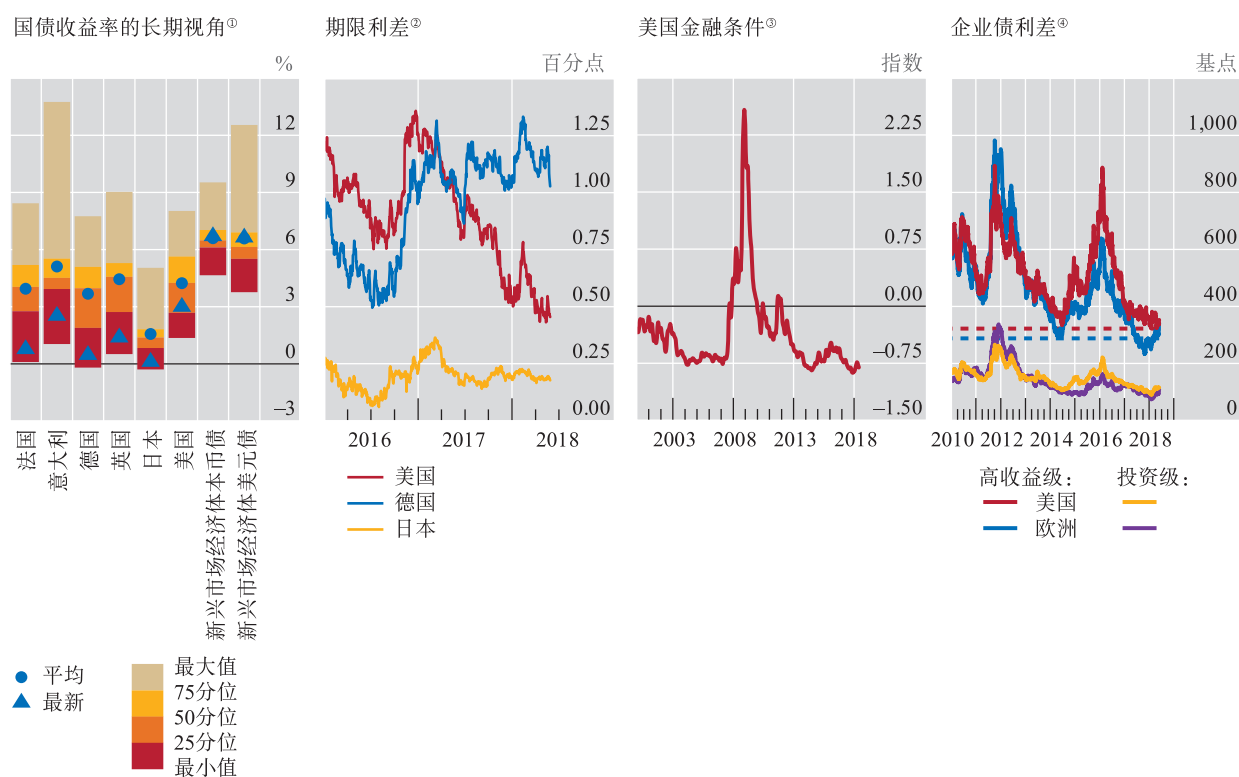 国债收益率的长期视角①
%
12
9
6
3
0
–3
法国
意大利
德国
英国
日本
美国
新兴市场经济体本币债
新兴市场经济体美元债
平均
最新
最大值
75分位
50分位
25分位
最小值
期限利差②
百分点
1.25
1.00
0.75
0.50
0.25
0.00
2016 2017 2018
美国
德国
日本
美国金融条件③
指数
2.25
1.50
0.75
0.00
–0.75
–1.50
2003 2008 2013 2018
企业债利差④
基点
1,000
800
600
400
200
0
2010 2012 2014 2016 2018
高收益级： 投资级：
美国
欧洲